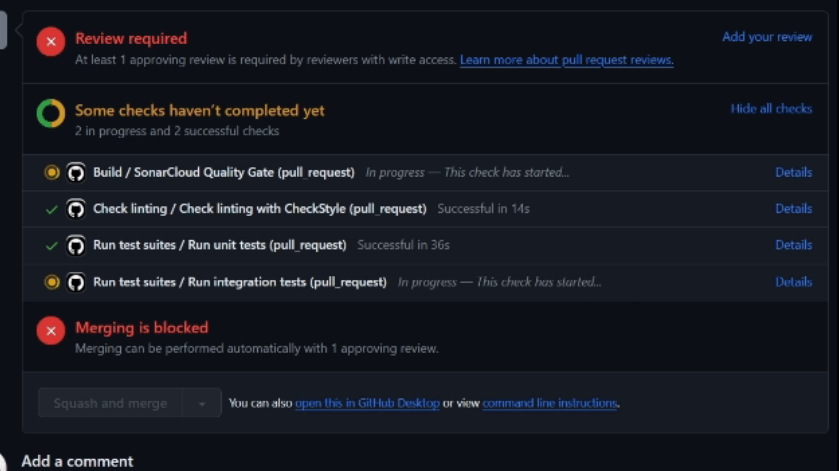 Review required
Add your review
At least 1 approving review is required by reviewers with write access. Learn more about pull request reviews.
Some checks haven't completed yet
Hide all checks
2 in progress and 2 successful checks
Build / SonarCloud Quality Gate (pull_request) In progress — This check has started... Details
Check linting / Check linting with CheckStyle (pull_request) Successful in 14s Details
Run test suites / Run unit tests (pull_request) Successful in 36s Details
Run test suites / Run integration tests (pull_request) In progress — This check has started... Details
Merging is blocked
Merging can be performed automatically with 1 approving review.
Squash and merge You can also open this in GitHub Desktop or view command line instructions.
Add a comment